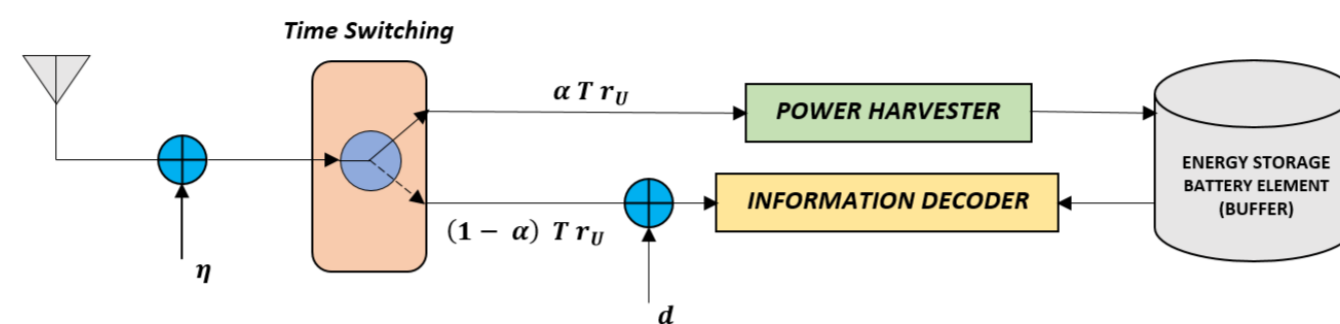 Time Switching
α T r_U
POWER HARVESTER
ENERGY STORAGE
BATTERY ELEMENT
(BUFFER)
INFORMATION DECODER
(1 − α) T r_U
η
d